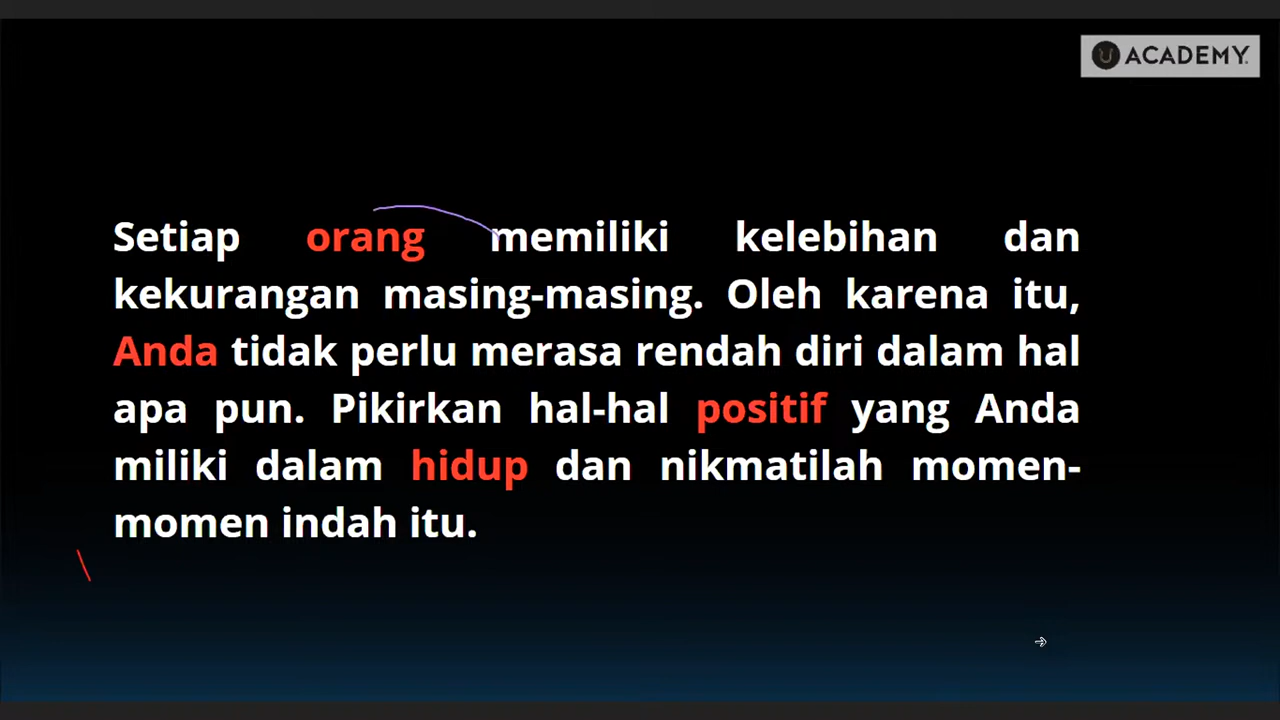 ACADEMY.
Setiap orang memiliki kelebihan dan
kekurangan masing-masing. Oleh karena itu,
Anda tidak perlu merasa rendah diri dalam hal
apa pun. Pikirkan hal-hal positif yang Anda
miliki dalam hidup dan nikmatilah momen-
momen indah itu.